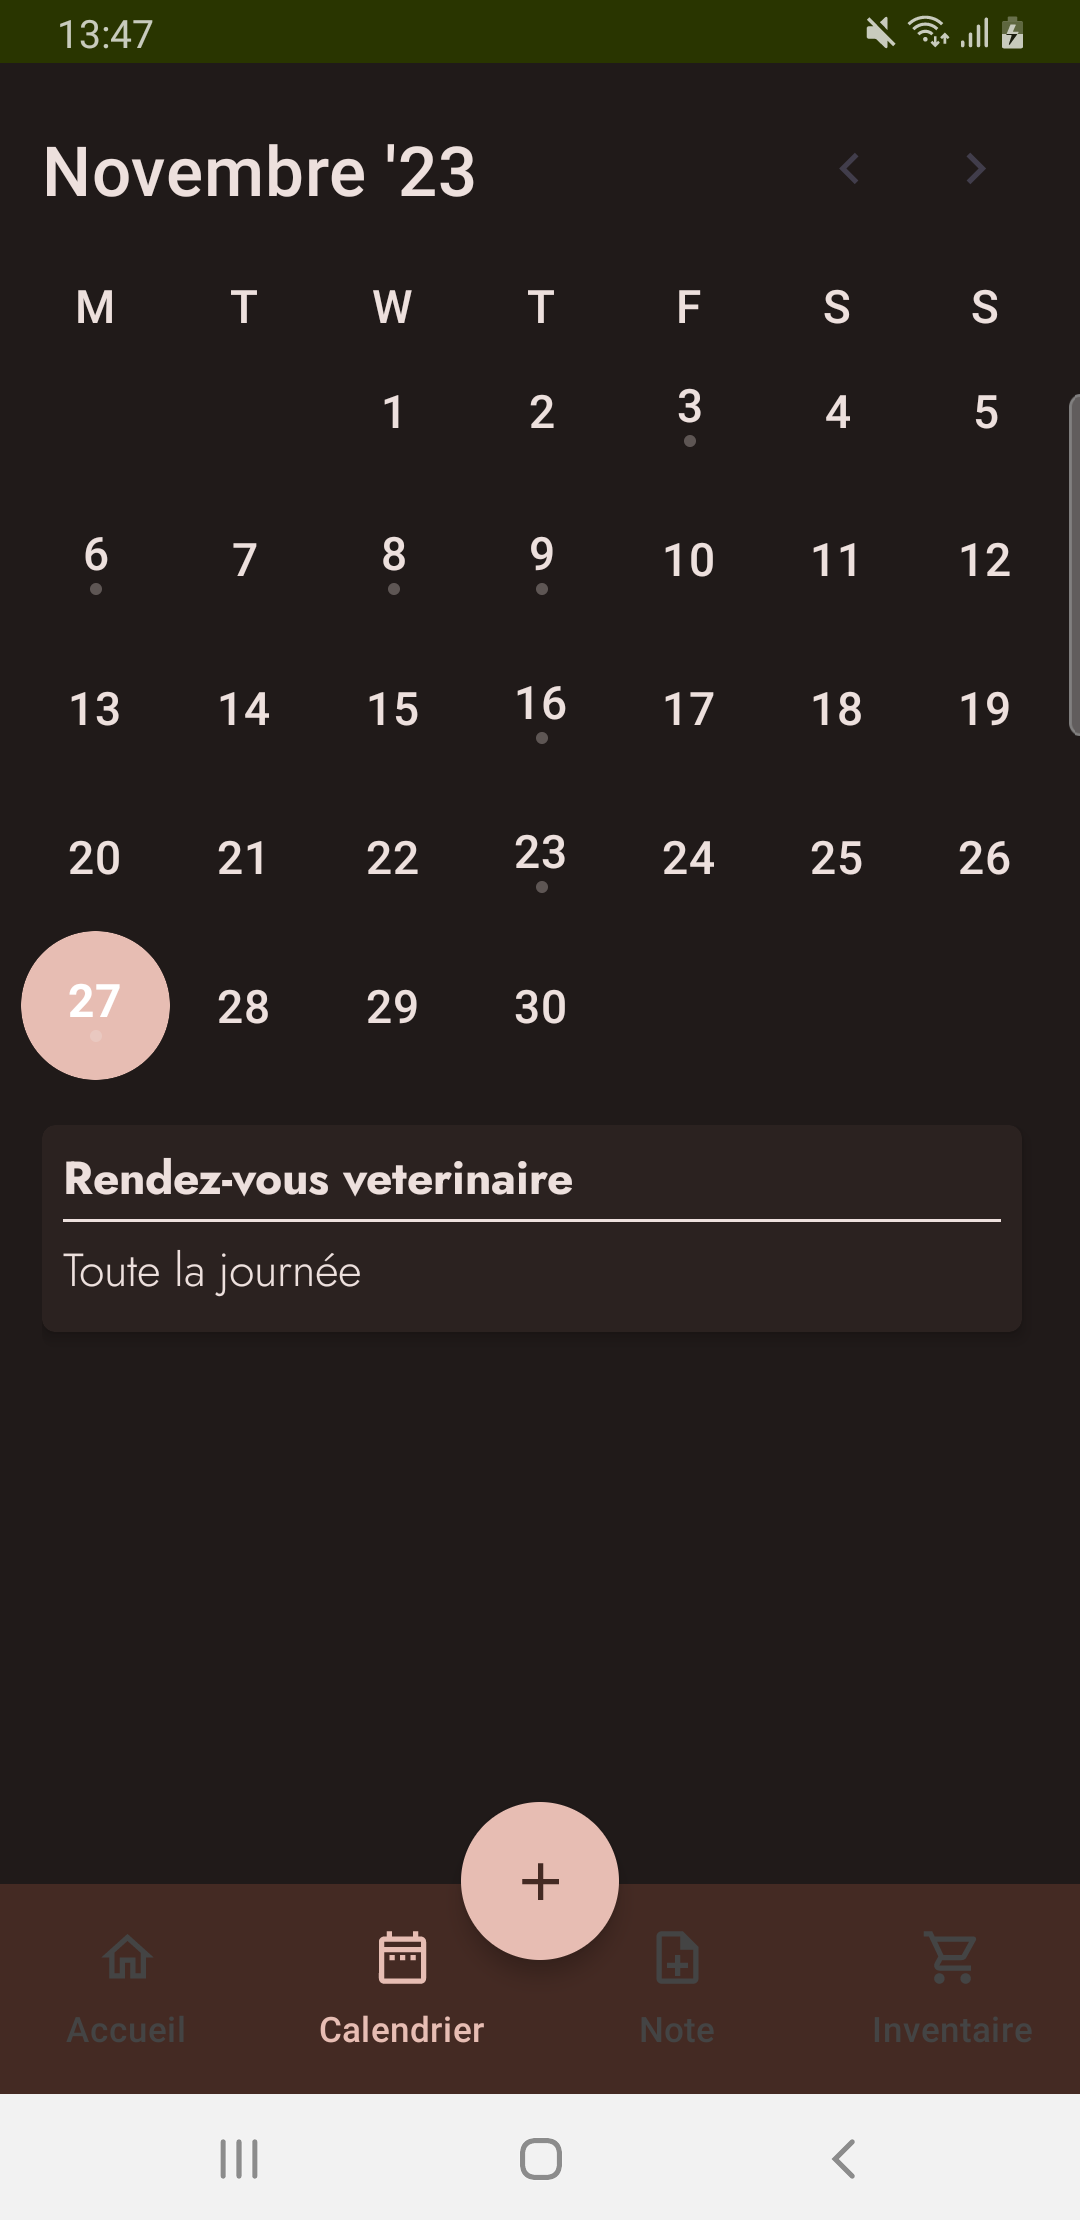 13:47
Novembre '23
M T W T F S S
1 2 3 4 5
6 7 8 9 10 11 12
13 14 15 16 17 18 19
20 21 22 23 24 25 26
27 28 29 30
Rendez-vous veterinaire
Toute la journée
Accueil Calendrier Note Inventaire